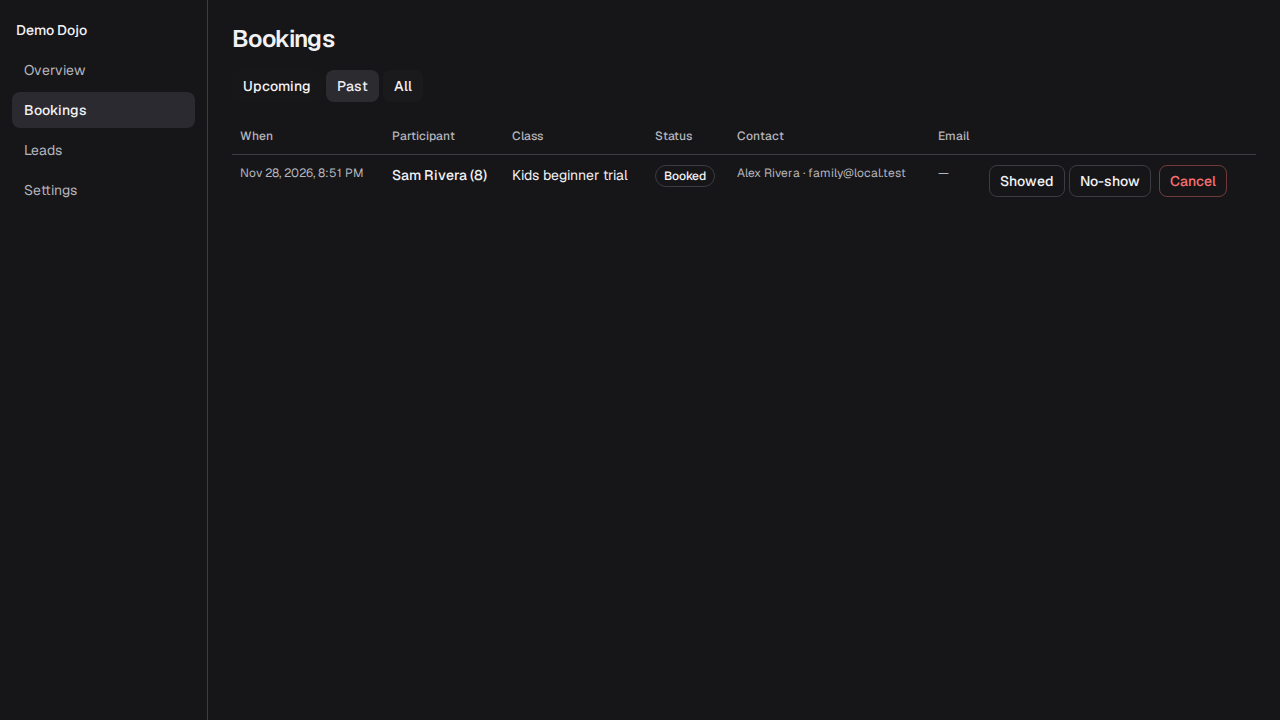 Demo Dojo
Overview
Bookings
Leads
Settings
Bookings
Upcoming Past All
When Participant Class Status Contact Email
Nov 28, 2026, 8:51 PM Sam Rivera (8) Kids beginner trial Booked Alex Rivera · family@local.test — Showed No-show Cancel